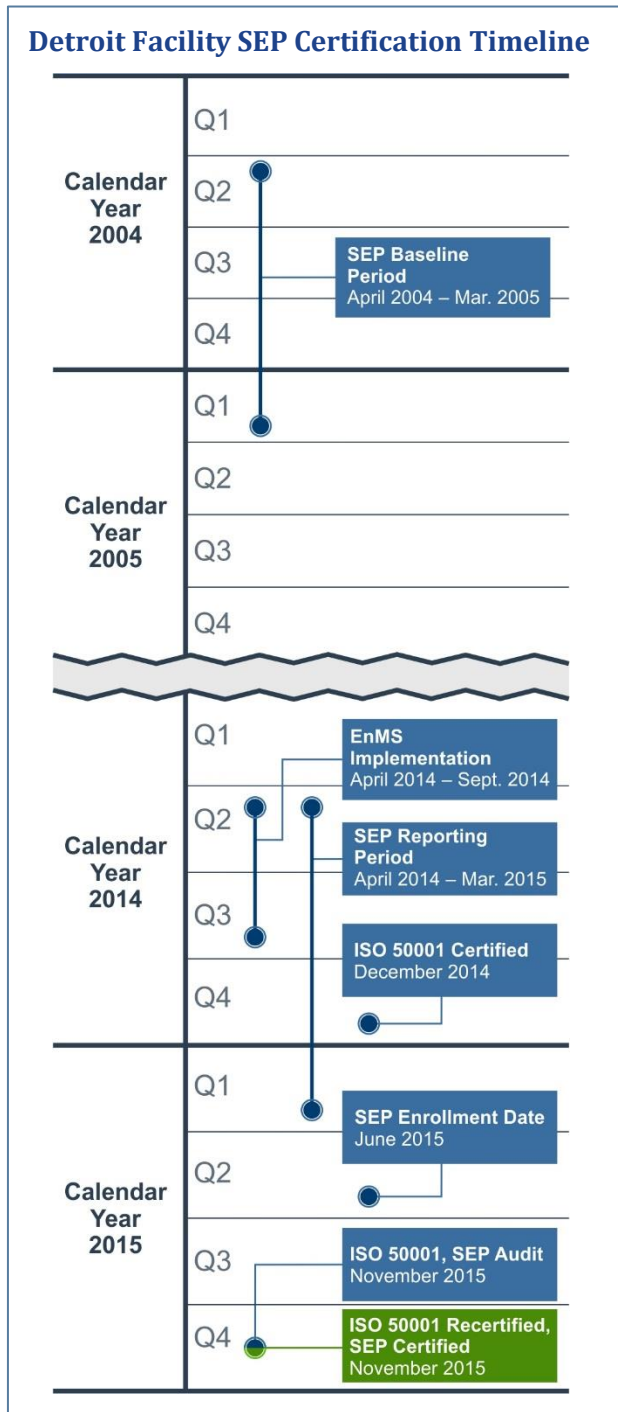 Detroit Facility SEP Certification Timeline
Calendar
Year
2004
Q1
Q2
Q3
Q4
SEP Baseline
Period
April 2004 – Mar. 2005
Calendar
Year
2005
Q1
Q2
Q3
Q4
Calendar
Year
2014
Q1
Q2
Q3
Q4
EnMS
Implementation
April 2014 – Sept. 2014
SEP Reporting
Period
April 2014 – Mar. 2015
ISO 50001 Certified
December 2014
Calendar
Year
2015
Q1
Q2
Q3
Q4
SEP Enrollment Date
June 2015
ISO 50001, SEP Audit
November 2015
ISO 50001 Recertified,
SEP Certified
November 2015